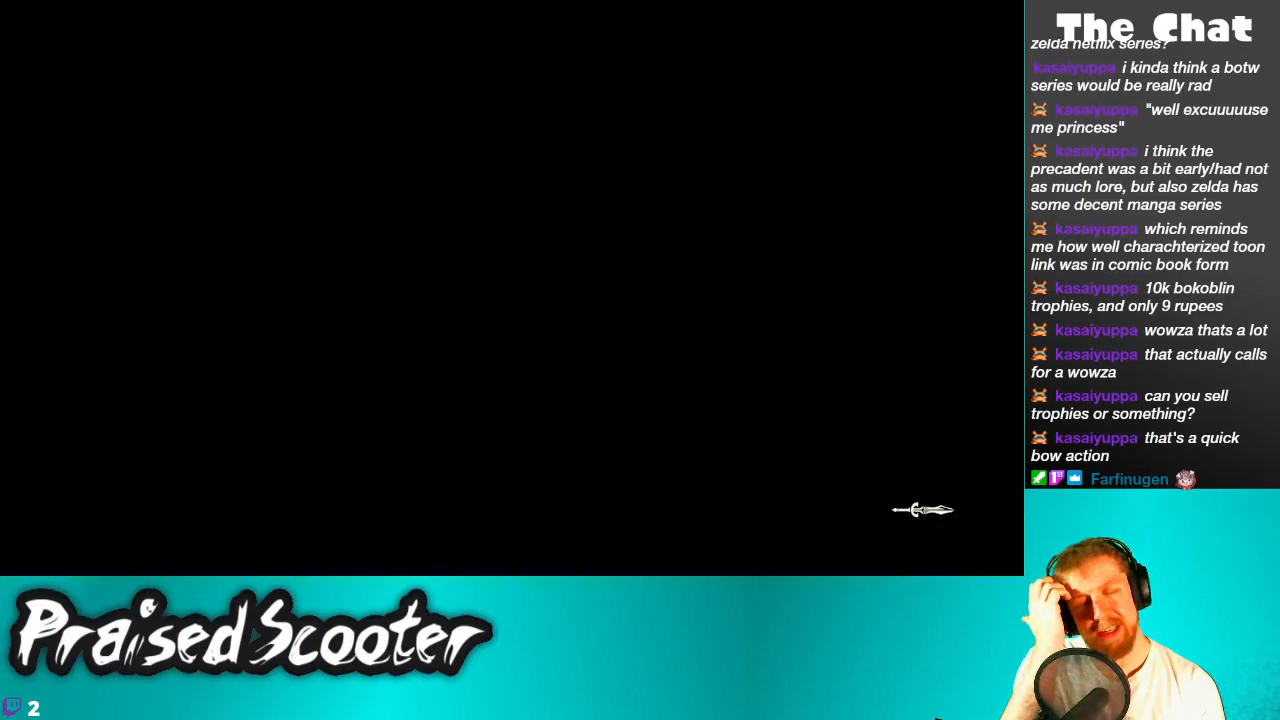 The Chat
zelda netflix series?
kasaiyuppa i kinda think a botw
series would be really rad
kasaiyuppa "well excuuuuuse
me princess"
kasaiyuppa i think the
precadent was a bit early/had not
as much lore, but also zelda has
some decent manga series
kasaiyuppa which reminds
me how well charachterized toon
link was in comic book form
kasaiyuppa 10k bokoblin
trophies, and only 9 rupees
kasaiyuppa wowza thats a lot
kasaiyuppa that actually calls
for a wowza
kasaiyuppa can you sell
trophies or something?
kasaiyuppa that's a quick
bow action
1ST Farfinugen
PraisedScooter
2